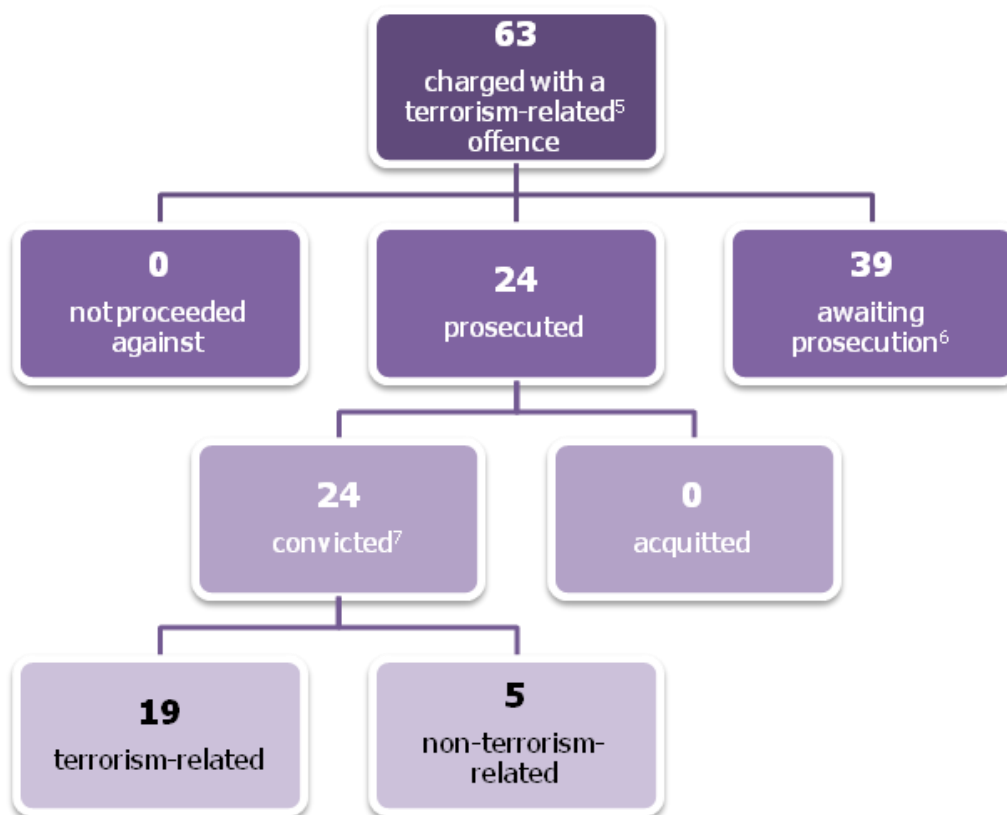 63
charged with a
terrorism-related⁵
offence
0
not proceeded
against
24
prosecuted
39
awaiting
prosecution⁶
24
convicted⁷
0
acquitted
19
terrorism-related
5
non-terrorism-
related